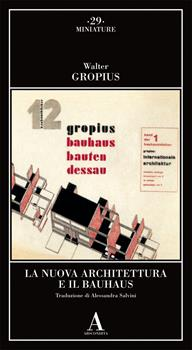 ·29·
MINIATURE
Walter
GROPIUS
12
gropius
bauhaus
bauten
dessau
1
gropius:
internationale
architektur
LA NUOVA ARCHITETTURA
E IL BAUHAUS
Traduzione di Alessandra Salvini
A
ABSCONDITA